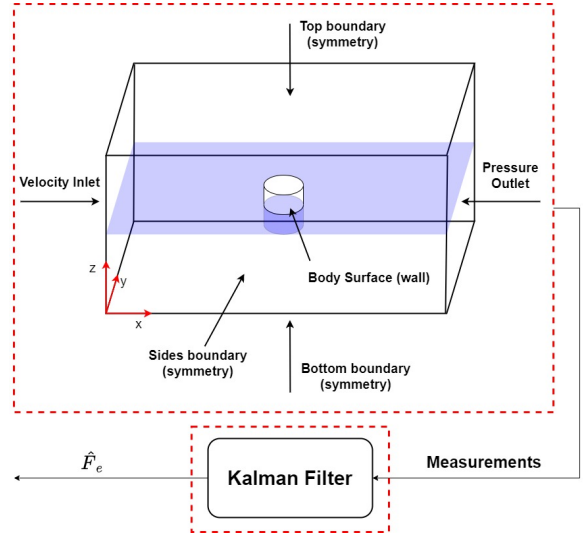 Top boundary
(symmetry)
Velocity Inlet
Pressure
Outlet
z
y
x
Body Surface (wall)
Sides boundary
(symmetry)
Bottom boundary
(symmetry)
F̂ₑ
Kalman Filter
Measurements